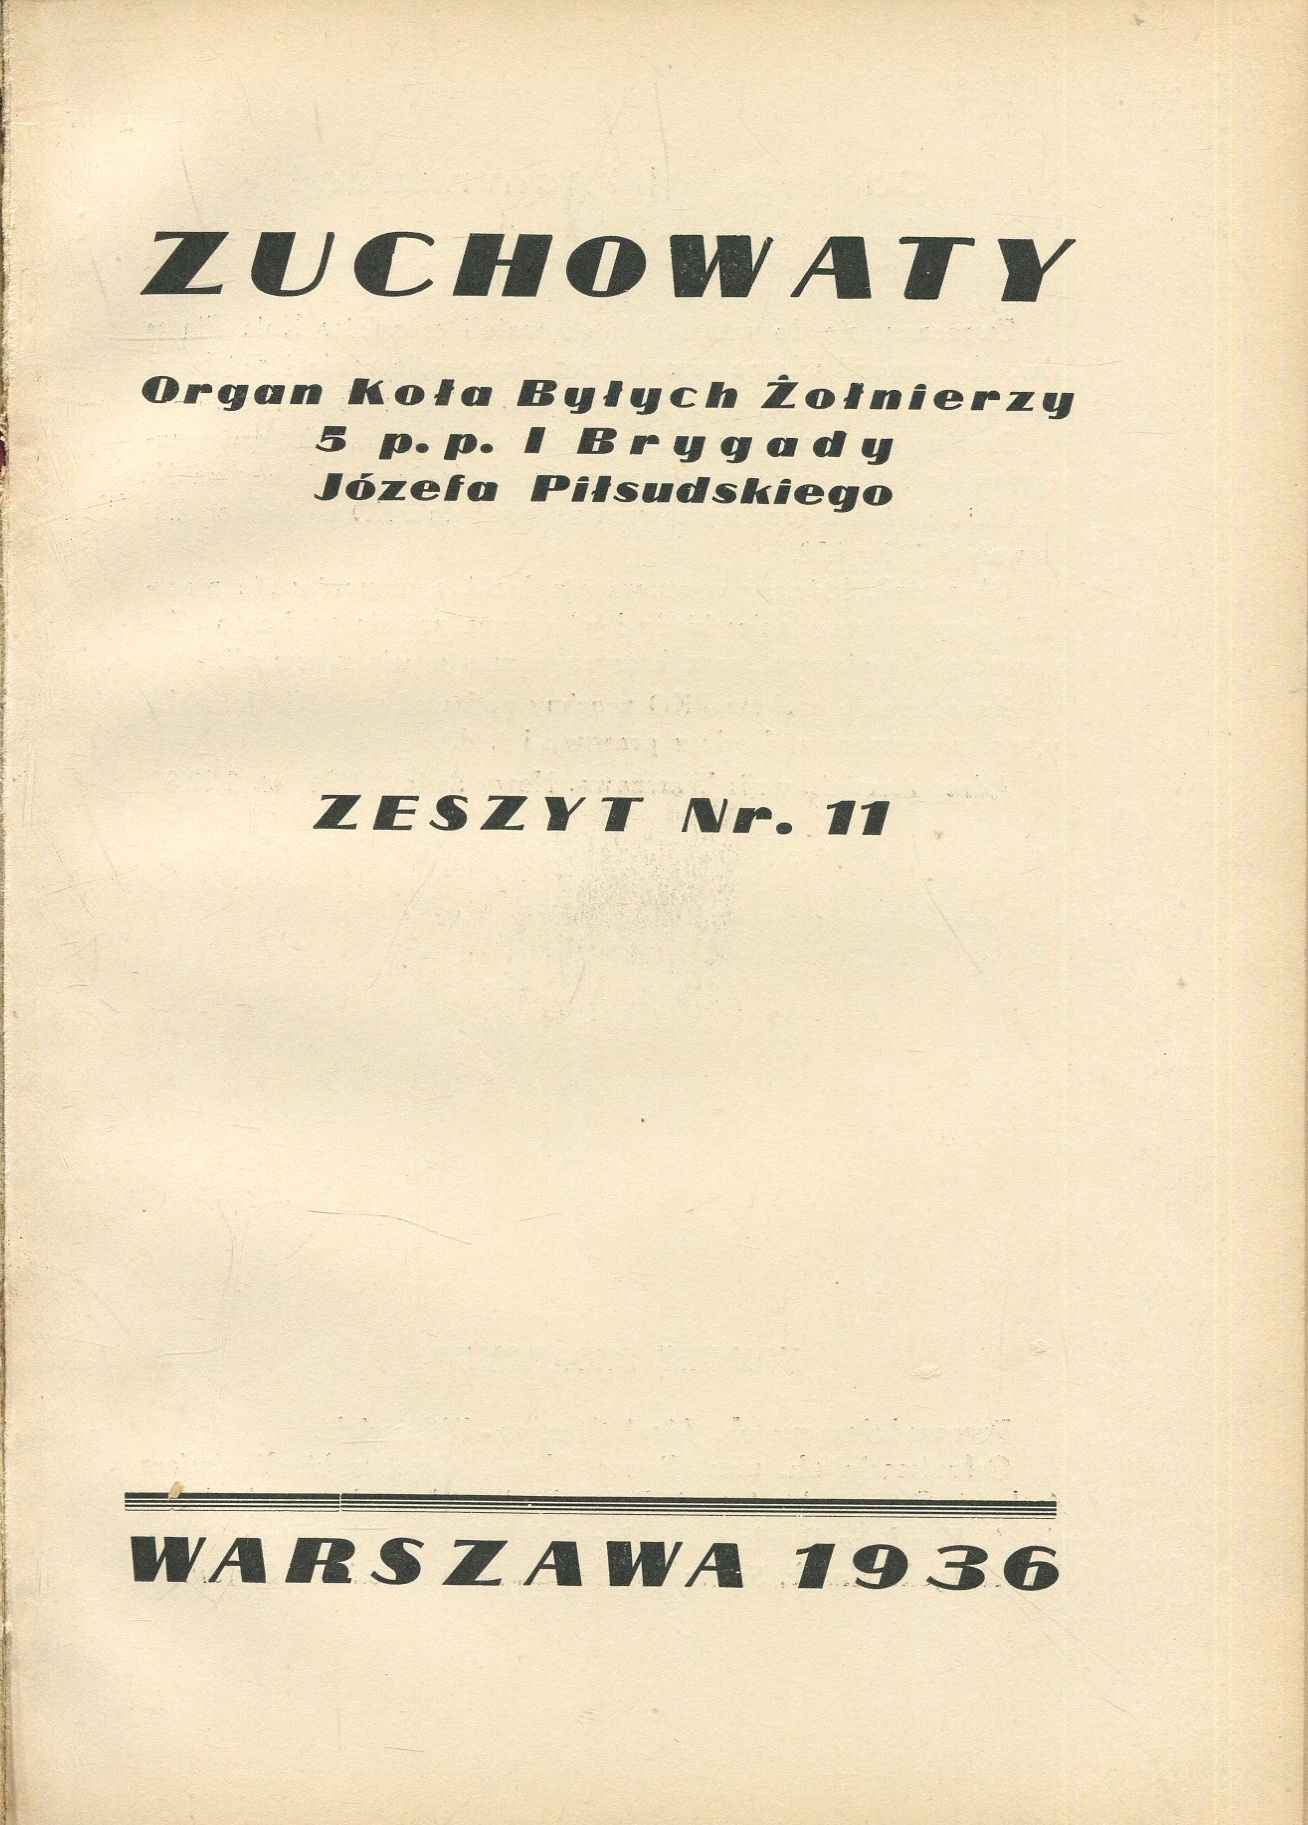 ZUCHOWATY
Organ Koła Byłych Żołnierzy
5 p.p. I Brygady
Józefa Piłsudskiego
ZESZYT Nr. 11
WARSZAWA 1936